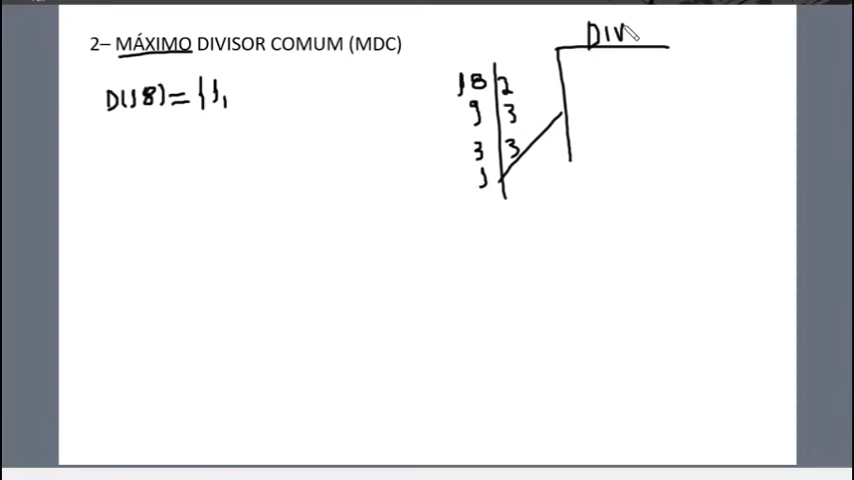 2– MÁXIMO DIVISOR COMUM (MDC)
D(18) = {1,
18 2
9 3
3 3
1
DIV